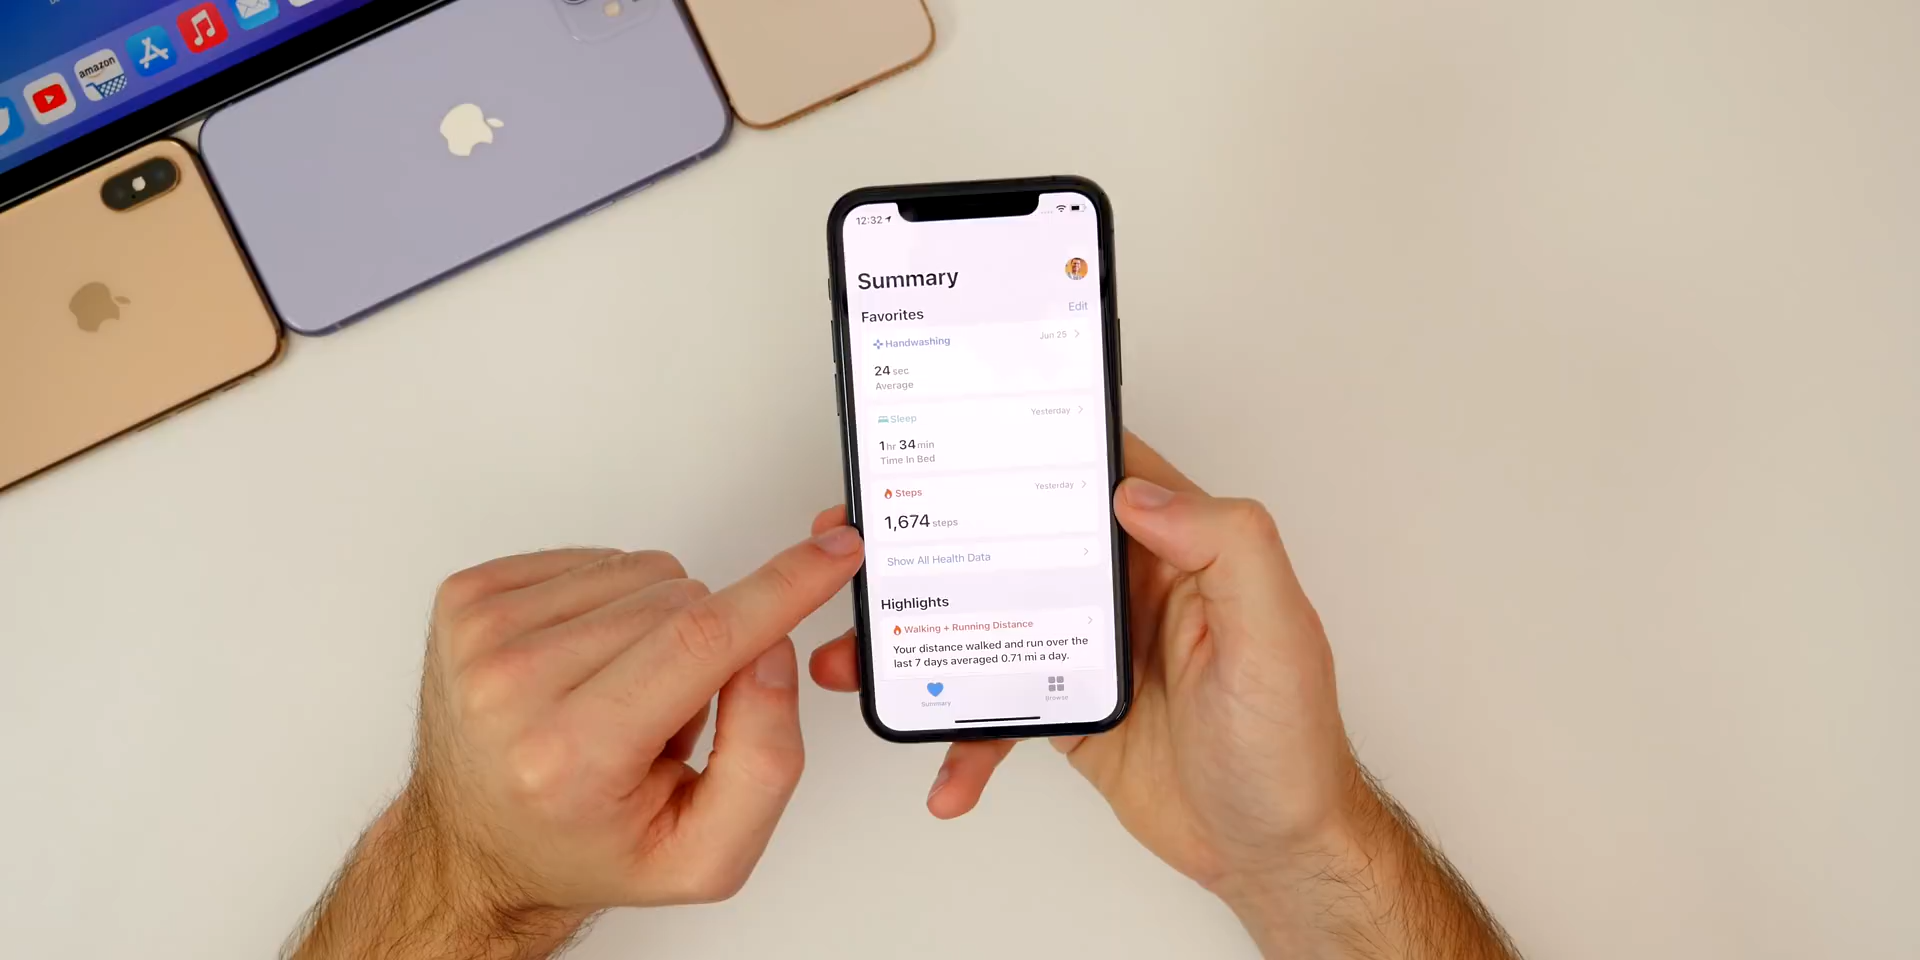 amazon
12:32
Summary
Favorites
Edit
Handwashing
Jun 25
24 sec
Average
Sleep
Yesterday
1 hr 34 min
Time In Bed
Steps
Yesterday
1,674 steps
Show All Health Data
Highlights
Walking + Running Distance
Your distance walked and run over the
last 7 days averaged 0.71 mi a day.
Summary
Browse